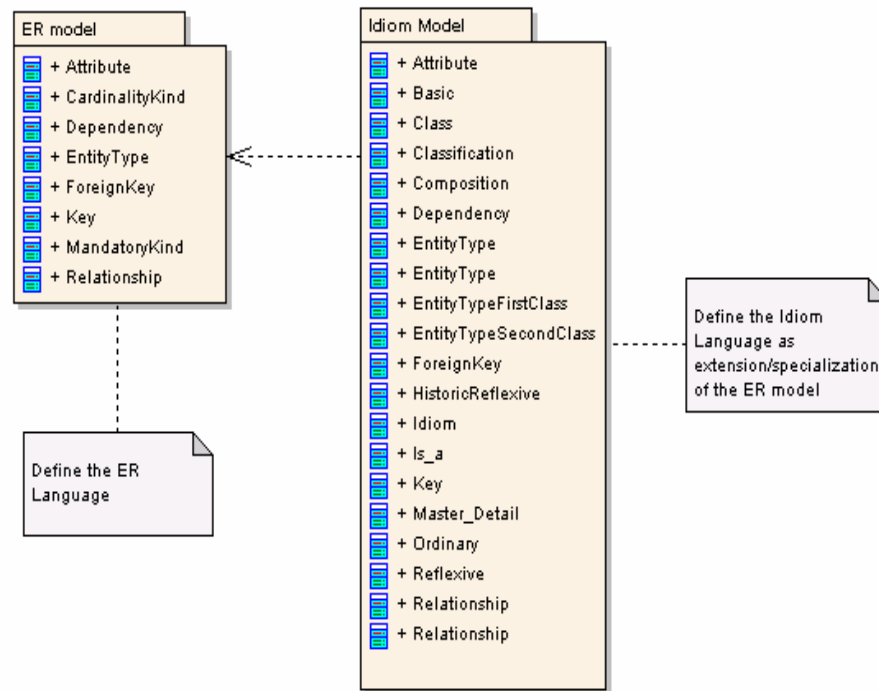 ER model
+ Attribute
+ CardinalityKind
+ Dependency
+ EntityType
+ ForeignKey
+ Key
+ MandatoryKind
+ Relationship
Define the ER
Language
Idiom Model
+ Attribute
+ Basic
+ Class
+ Classification
+ Composition
+ Dependency
+ EntityType
+ EntityType
+ EntityTypeFirstClass
+ EntityTypeSecondClass
+ ForeignKey
+ HistoricReflexive
+ Idiom
+ Is_a
+ Key
+ Master_Detail
+ Ordinary
+ Reflexive
+ Relationship
+ Relationship
Define the Idiom
Language as
extension/specialization
of the ER model